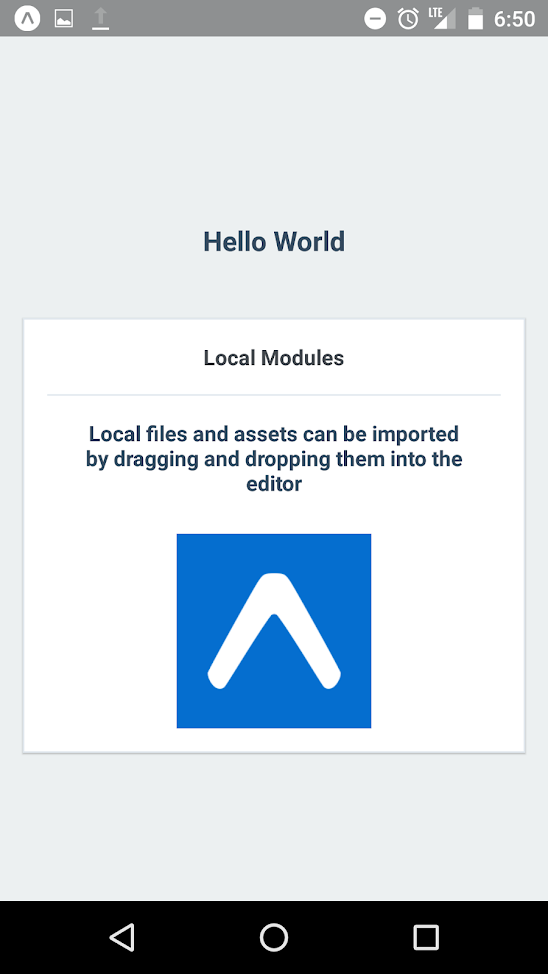 LTE 6:50
Hello World
Local Modules
Local files and assets can be imported
by dragging and dropping them into the
editor